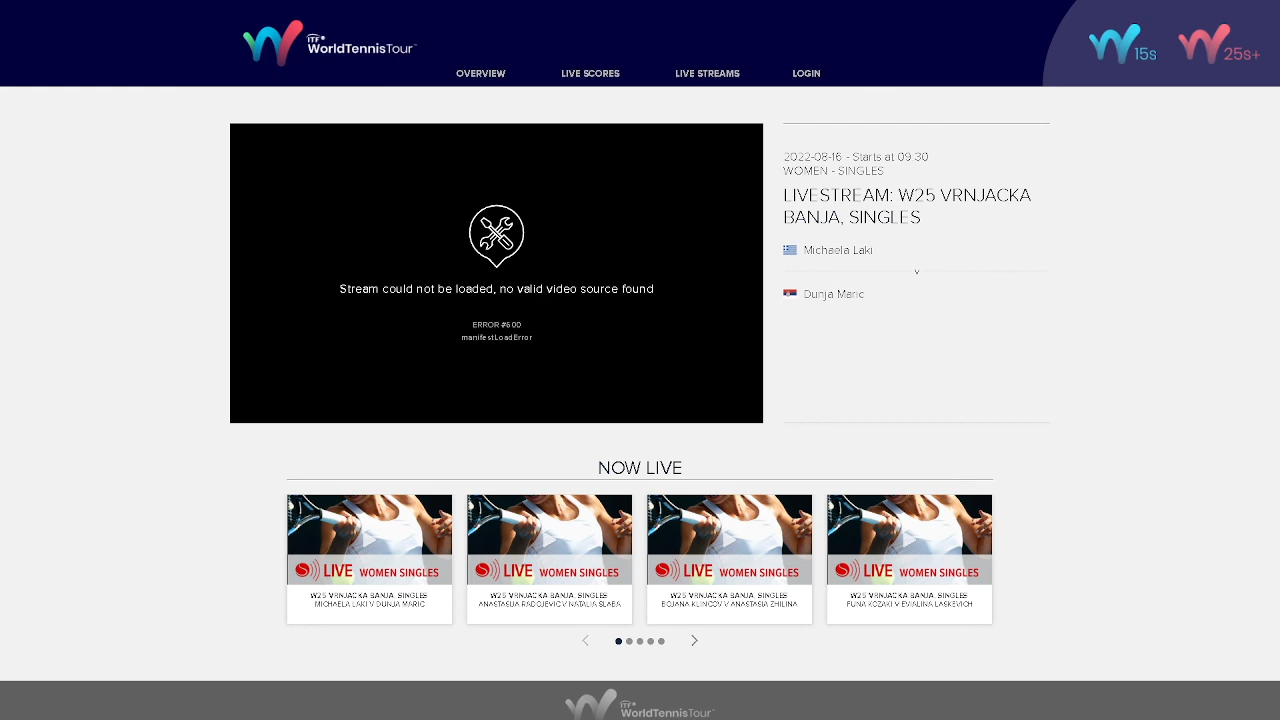 ITF
WorldTennisTour
15s
25s+
OVERVIEW
LIVE SCORES
LIVE STREAMS
LOGIN
2022-08-16 - Starts at 09:30
WOMEN - SINGLES
LIVESTREAM: W25 VRNJACKA
BANJA, SINGLES
Michaela Laki
v
Dunja Maric
Stream could not be loaded, no valid video source found
ERROR #600
manifestLoadError
NOW LIVE
LIVE WOMEN SINGLES
W25 VRNJACKA BANJA, SINGLES
MICHAELA LAKI V DUNJA MARIC
LIVE WOMEN SINGLES
W25 VRNJACKA BANJA, SINGLES
ANASTASIJA RADOJEVIC V NATALIA SLABA
LIVE WOMEN SINGLES
W25 VRNJACKA BANJA, SINGLES
BOJANA KLINCOV V ANASTASIA ZHILINA
LIVE WOMEN SINGLES
W25 VRNJACKA BANJA, SINGLES
KOZAKI V EVIALINA LASKEVICH
ITF
WorldTennisTour